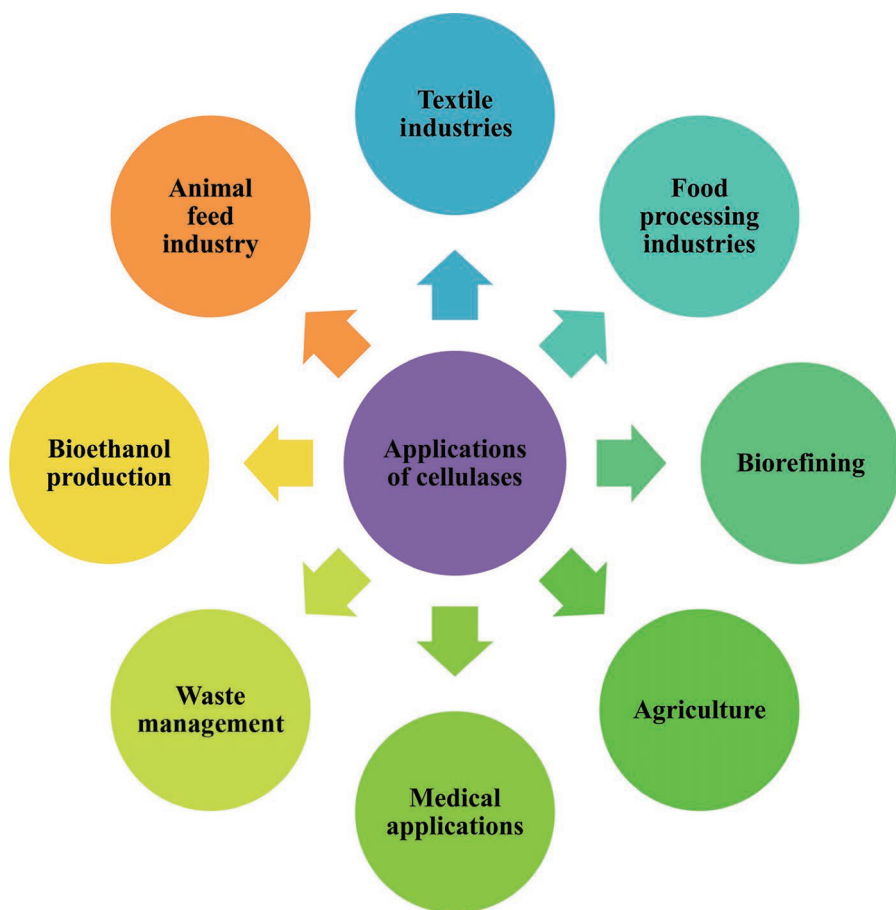 Textile
industries
Food
processing
industries
Biorefining
Agriculture
Medical
applications
Waste
management
Bioethanol
production
Animal
feed
industry
Applications
of cellulases